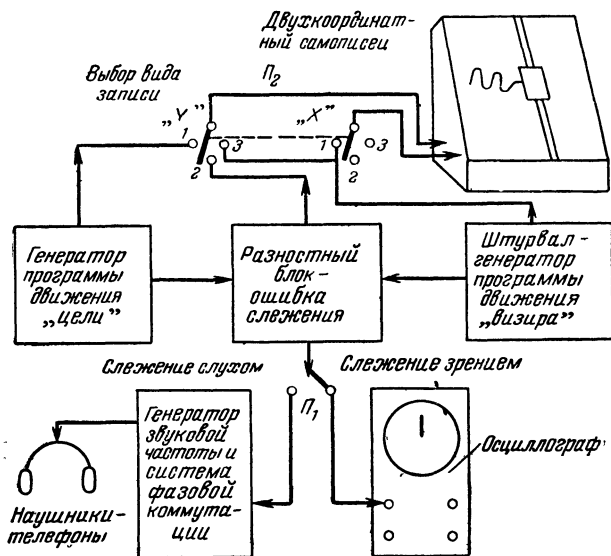 Двухкоординат-
ный самописец
Выбор вида
записи
П2
„Y”
„X”
1
3
2
1
3
2
Генератор
программы
движения
„цели”
Разностный
блок-
ошибка
слежения
Штурвал-
генератор
программы
движения
„визира”
Слежение слухом
Слежение зрением
П1
Генератор
звуковой
частоты и
система
фазовой
коммута-
ции
Наушники-
телефоны
Осциллограф